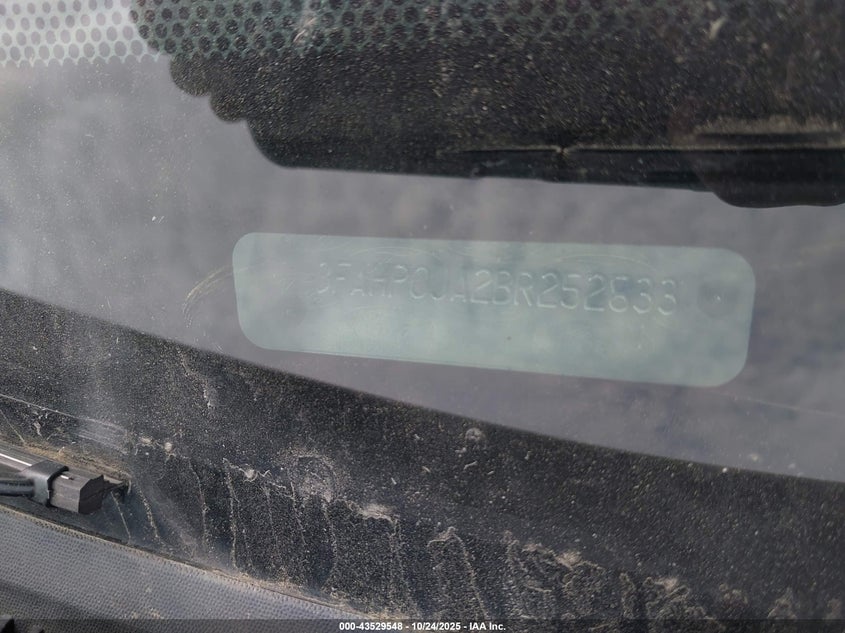 3FAHP0JA2BR252833
000-43529548 • 10/24/2025 • IAA Inc.